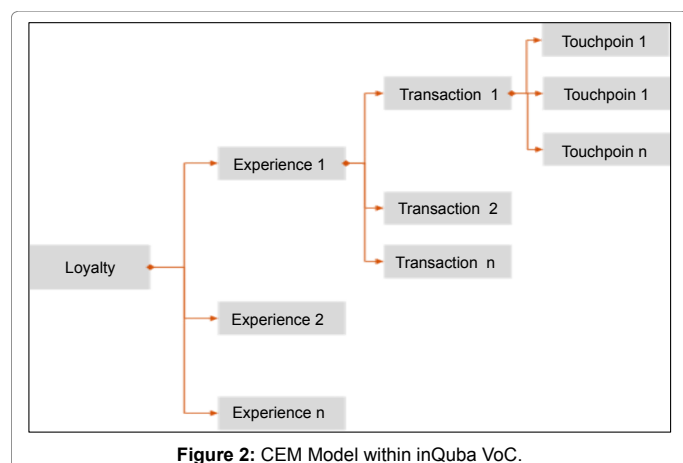 Touchpoin 1
Transaction 1
Touchpoin 1
Touchpoin n
Experience 1
Transaction 2
Transaction n
Loyalty
Experience 2
Experience n
Figure 2: CEM Model within inQuba VoC.